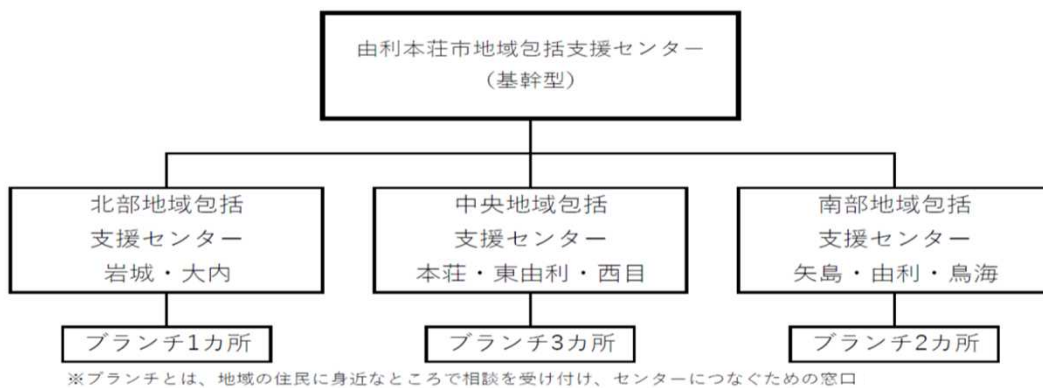 由利本荘市地域包括支援センター
（基幹型）
北部地域包括
支援センター
岩城・大内
中央地域包括
支援センター
本荘・東由利・西目
南部地域包括
支援センター
矢島・由利・鳥海
ブランチ1カ所
ブランチ3カ所
ブランチ2カ所
※ブランチとは、地域の住民に身近なところで相談を受け付け、センターにつなぐための窓口